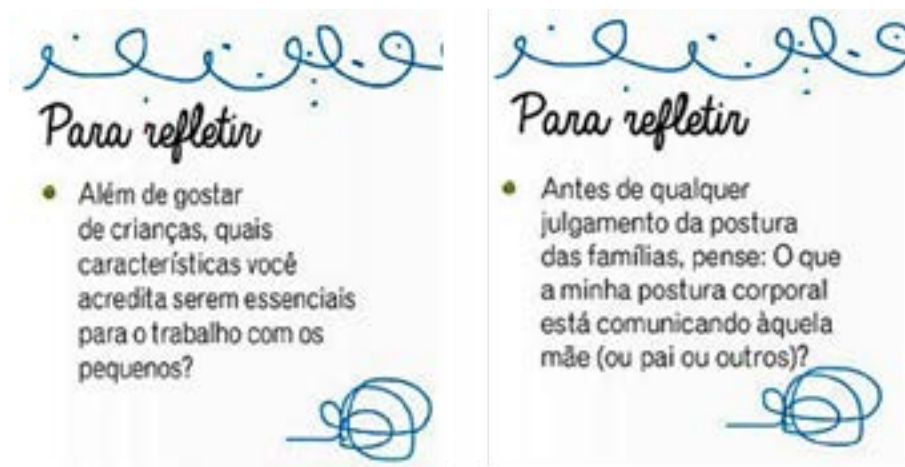 Para refletir
Além de gostar
de crianças, quais
características você
acredita serem essenciais
para o trabalho com os
pequenos?
Para refletir
Antes de qualquer
julgamento da postura
das famílias, pense: O que
a minha postura corporal
está comunicando àquela
mãe (ou pai ou outros)?